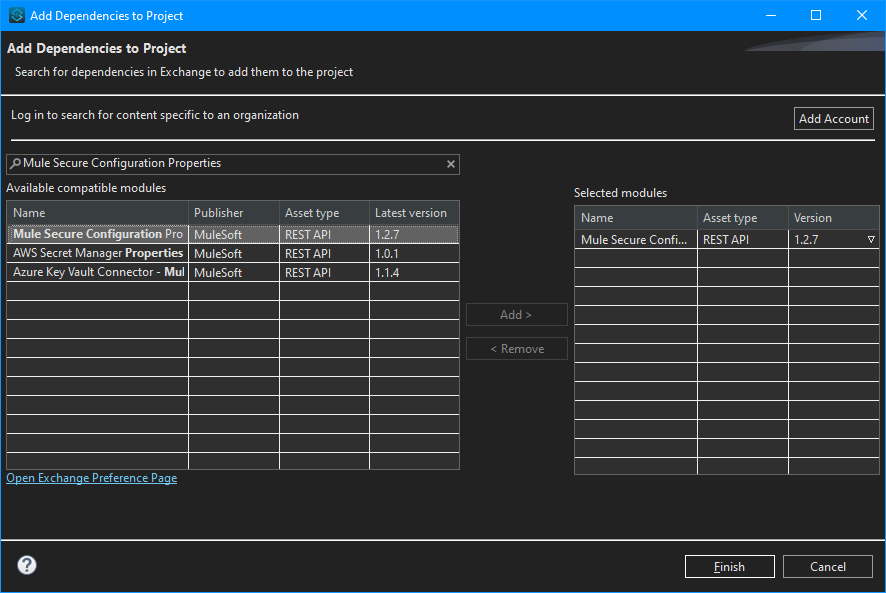 Add Dependencies to Project
Add Dependencies to Project
Search for dependencies in Exchange to add them to the project
Log in to search for content specific to an organization
Add Account
Mule Secure Configuration Properties
Available compatible modules
Name Publisher Asset type Latest version
Mule Secure Configuration Pro MuleSoft REST API 1.2.7
AWS Secret Manager Properties MuleSoft REST API 1.0.1
Azure Key Vault Connector - Mul MuleSoft REST API 1.1.4
Open Exchange Preference Page
Add >
< Remove
Selected modules
Name Asset type Version
Mule Secure Confi... REST API 1.2.7
?
Finish
Cancel